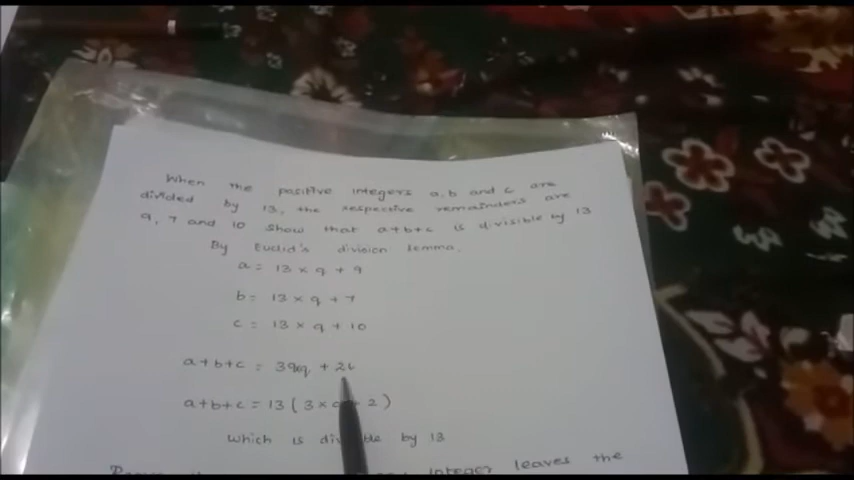 When the positive integers a, b and c are
divided by 13, the respective remainders are
9, 7 and 10 show that a+b+c is divisible by 13
By Euclid's division lemma.
a = 13 × q + 9
b = 13 × q + 7
c = 13 × q + 10
a+b+c = 39q + 26
a+b+c = 13 ( 3 × q + 2 )
which is by 13
integer leaves the